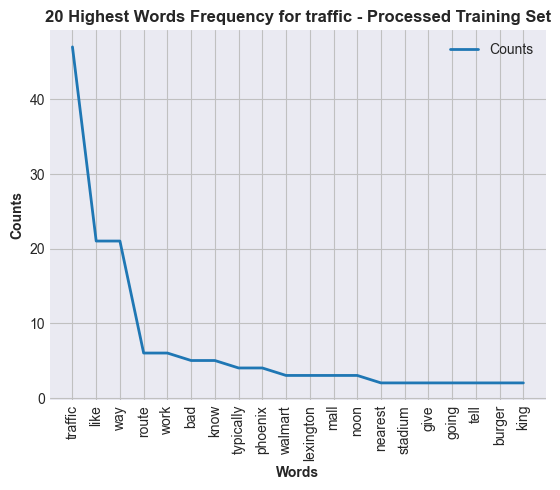 20 Highest Words Frequency for traffic - Processed Training Set
Counts
Counts
40
30
20
10
0
traffic
like
way
route
work
bad
know
typically
phoenix
walmart
lexington
mall
noon
nearest
stadium
give
going
tell
burger
king
Words